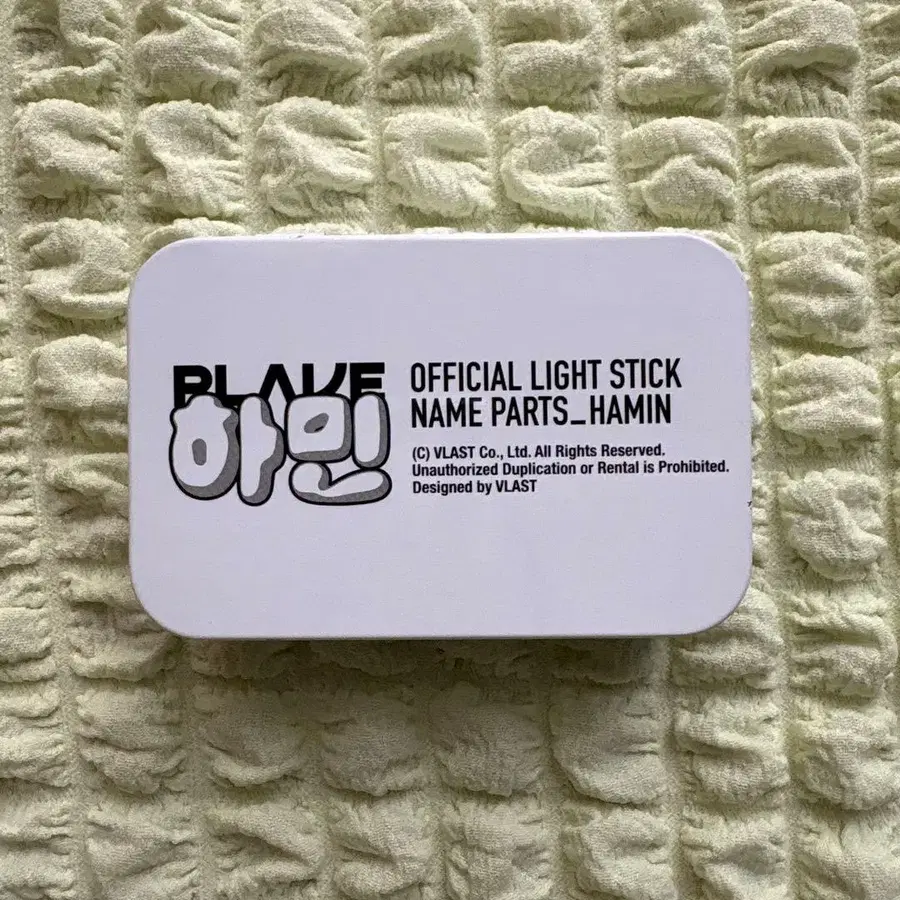 PLAVE
하민
OFFICIAL LIGHT STICK
NAME PARTS_HAMIN
(C) VLAST Co., Ltd. All Rights Reserved.
Unauthorized Duplication or Rental is Prohibited.
Designed by VLAST